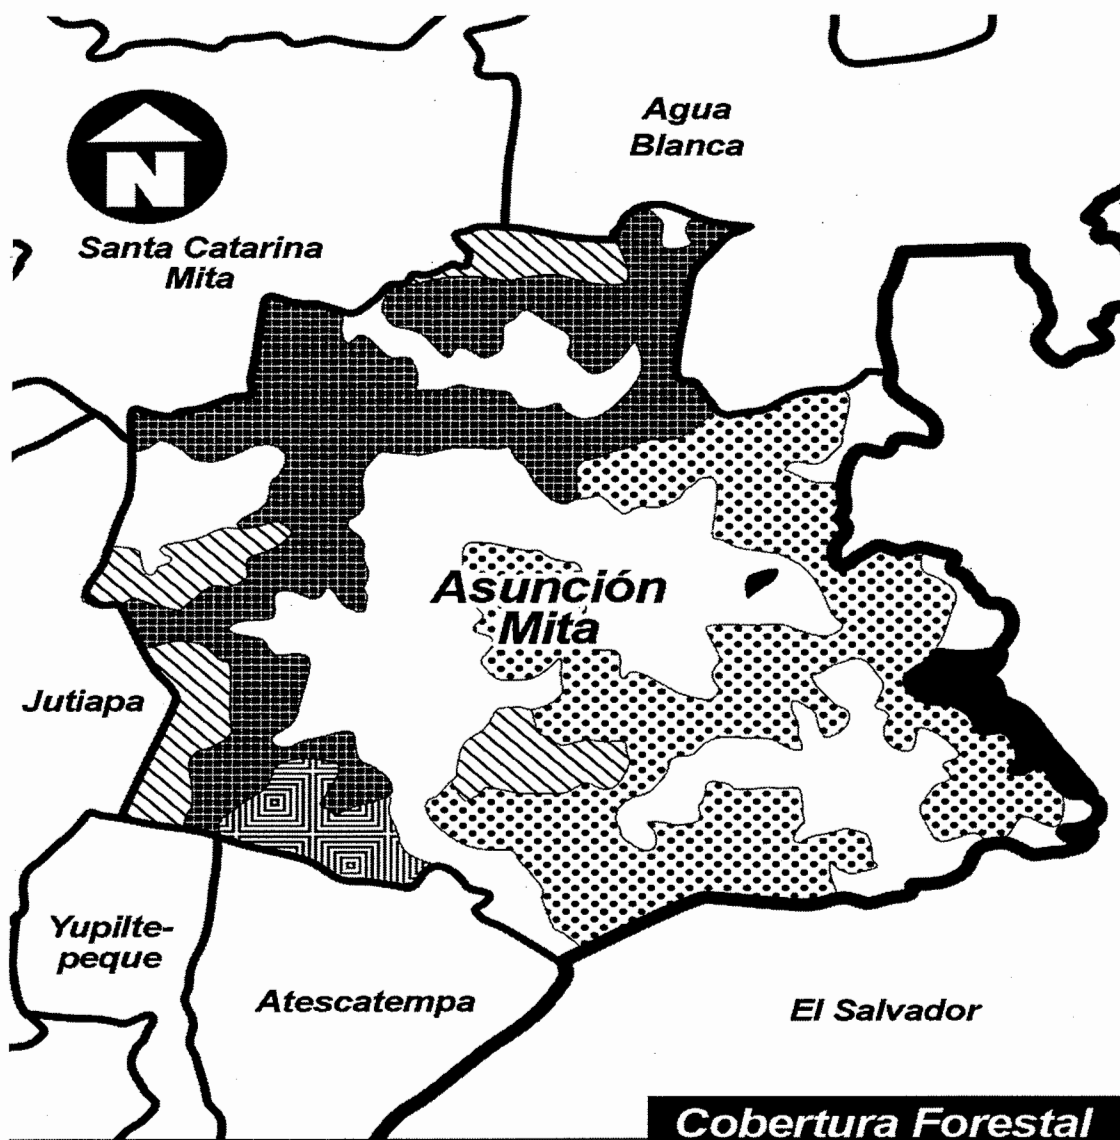 Agua
Blanca
N
Santa Catarina
Mita
Asunción
Mita
Jutiapa
Yupilte-
peque
Atescatempa
El Salvador
Cobertura Forestal